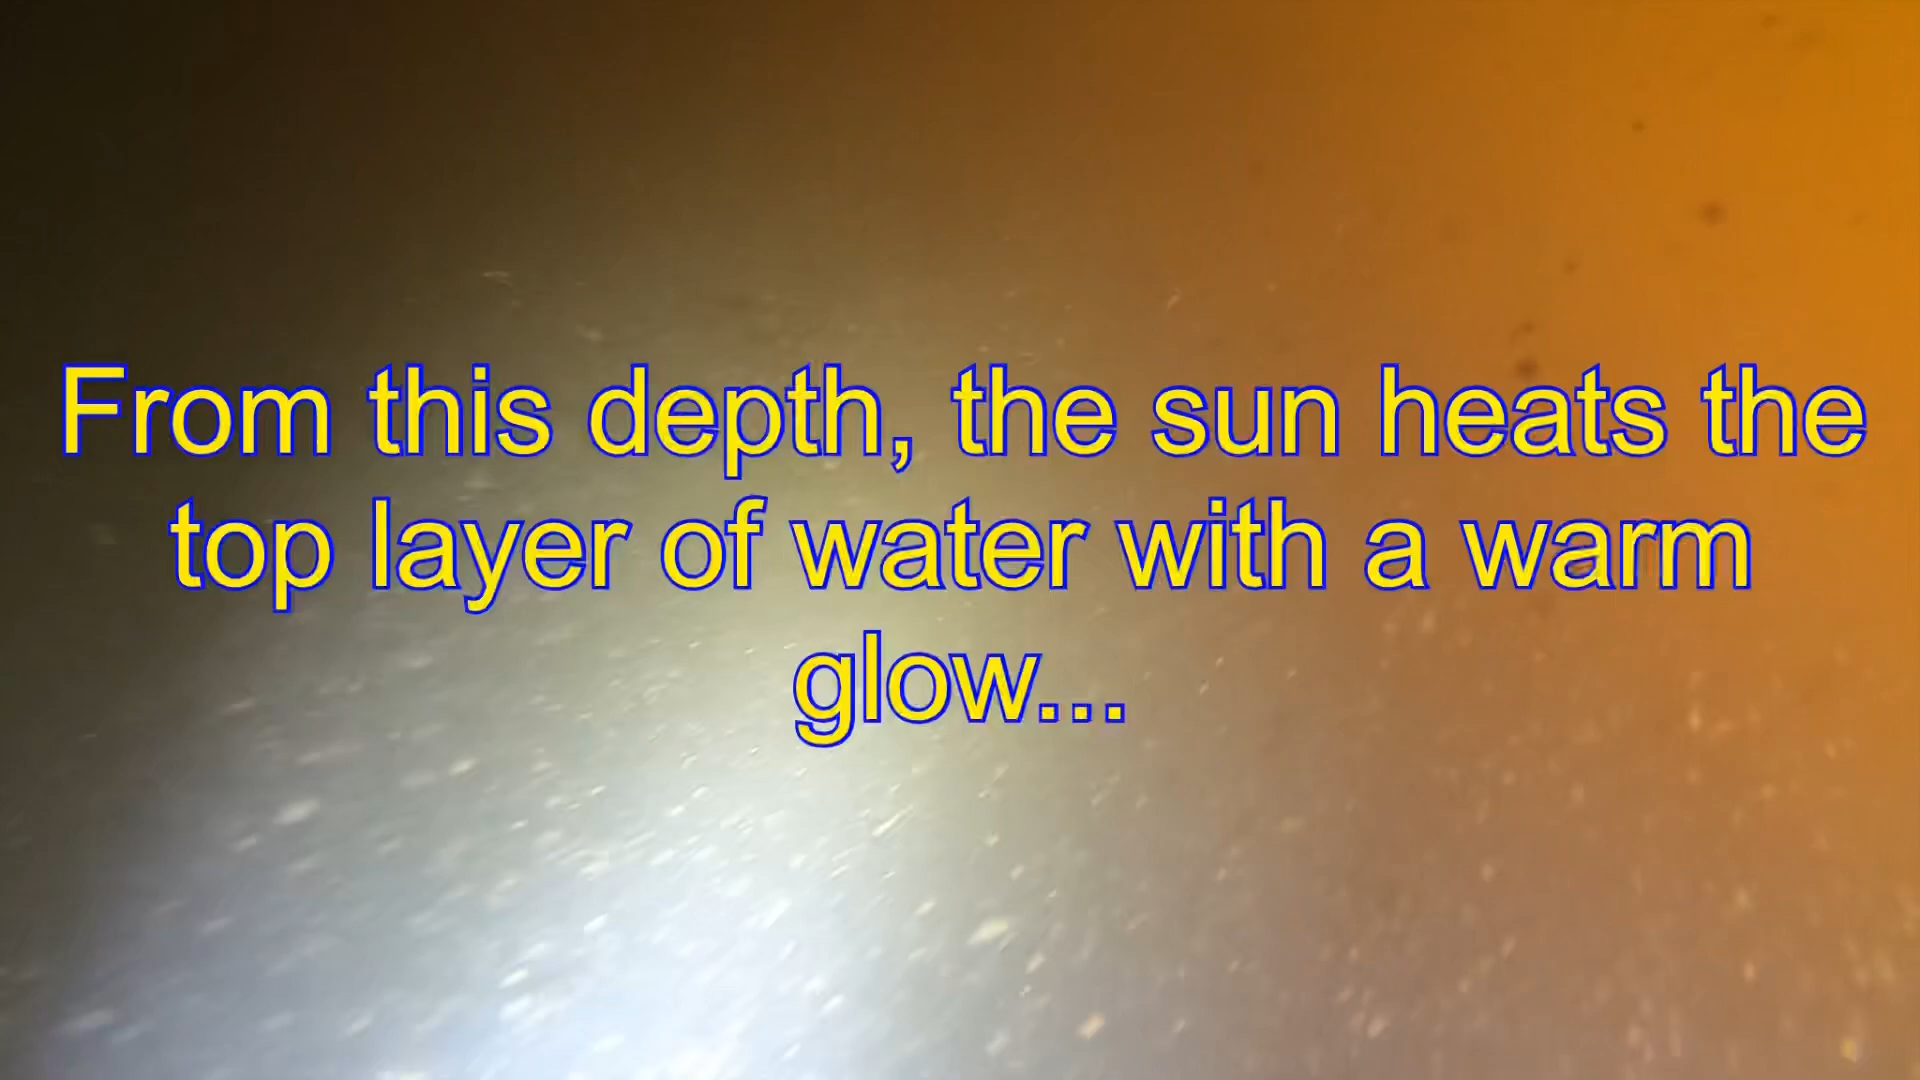 From this depth, the sun heats the
top layer of water with a warm
glow...